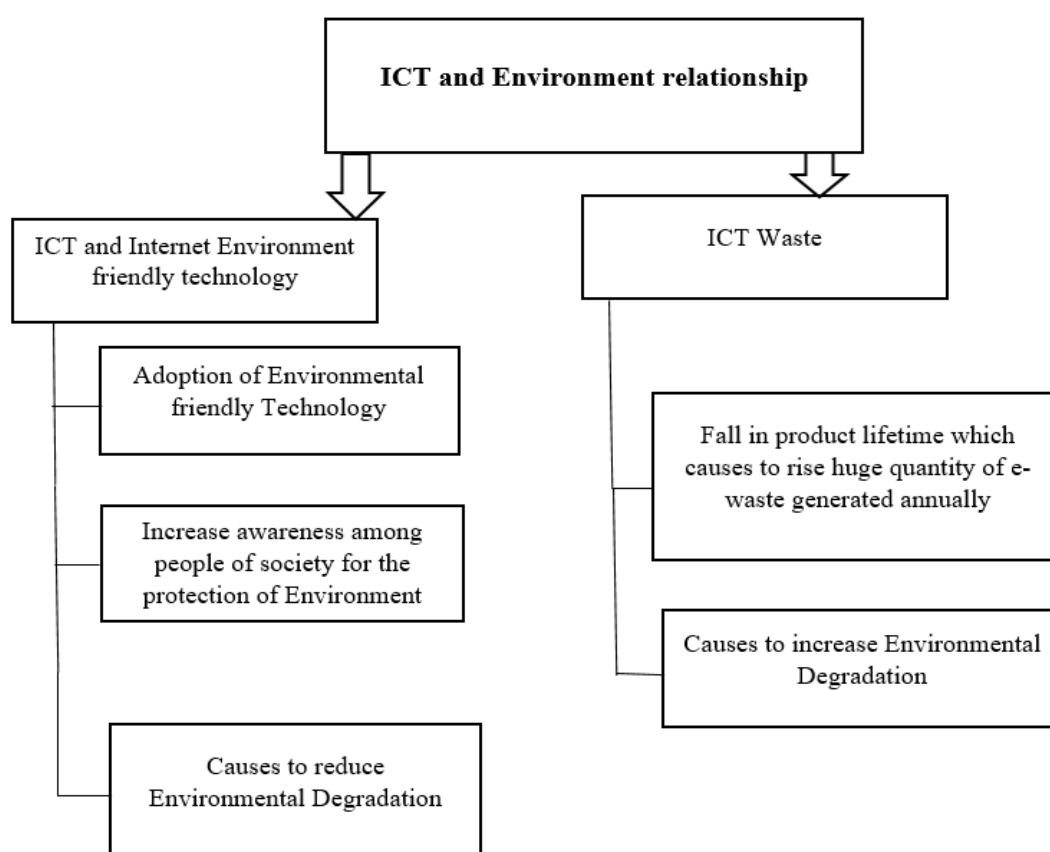 ICT and Environment relationship
ICT and Internet Environment
friendly technology
Adoption of Environmental
friendly Technology
Increase awareness among
people of society for the
protection of Environment
Causes to reduce
Environmental Degradation
ICT Waste
Fall in product lifetime which
causes to rise huge quantity of e-
waste generated annually
Causes to increase Environmental
Degradation